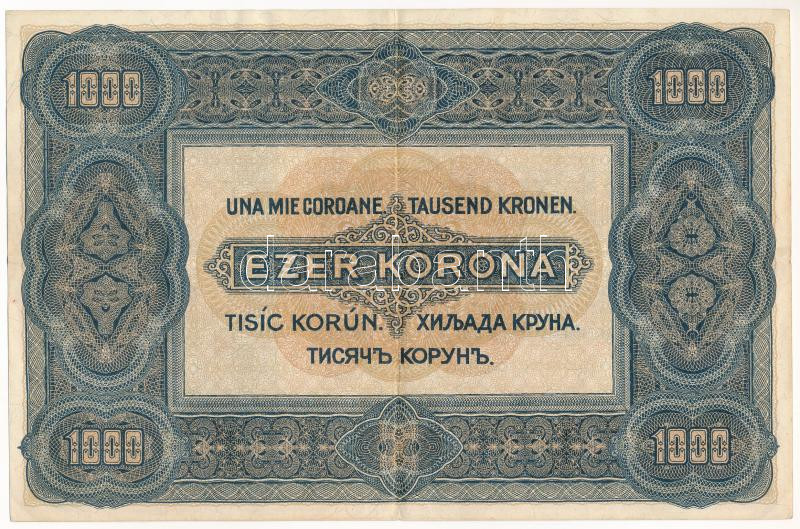 1000 1000
UNA MIE COROANE. TAUSEND KRONEN.
EZER KORONA
TISÍC KORÚN. ХИЉАДА КРУНА.
ТИСЯЧЪ КОРУНЪ.
1000 1000